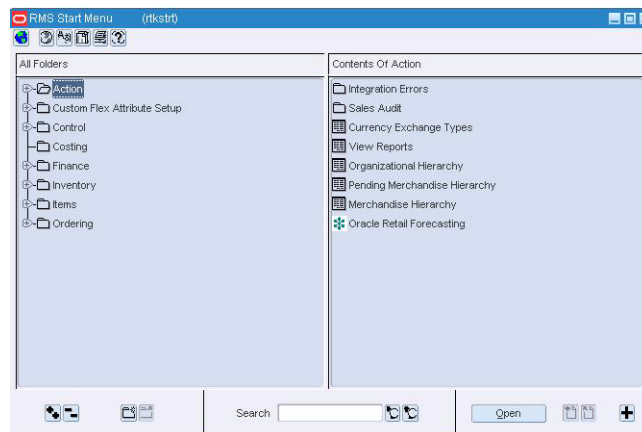 RMS Start Menu (rtkstrt)
All Folders
Action
Custom Flex Attribute Setup
Control
Costing
Finance
Inventory
Items
Ordering
Contents Of Action
Integration Errors
Sales Audit
Currency Exchange Types
View Reports
Organizational Hierarchy
Pending Merchandise Hierarchy
Merchandise Hierarchy
Oracle Retail Forecasting
Search
Open